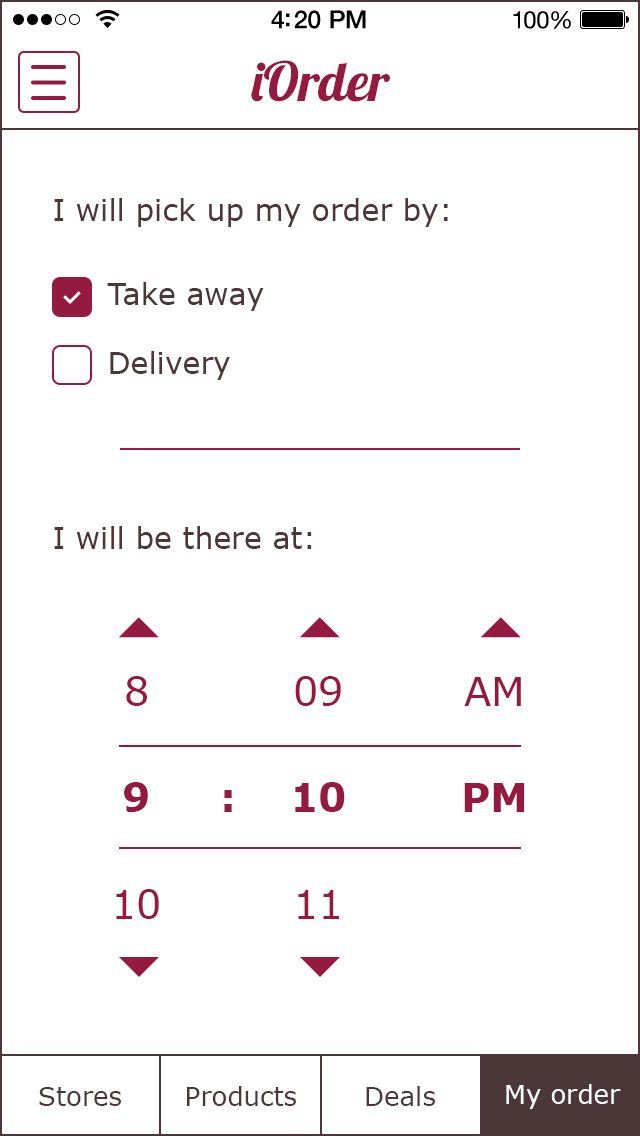 4:20 PM 100%
iOrder
I will pick up my order by:
Take away
Delivery
I will be there at:
8 09 AM
9 : 10 PM
10 11
Stores Products Deals My order